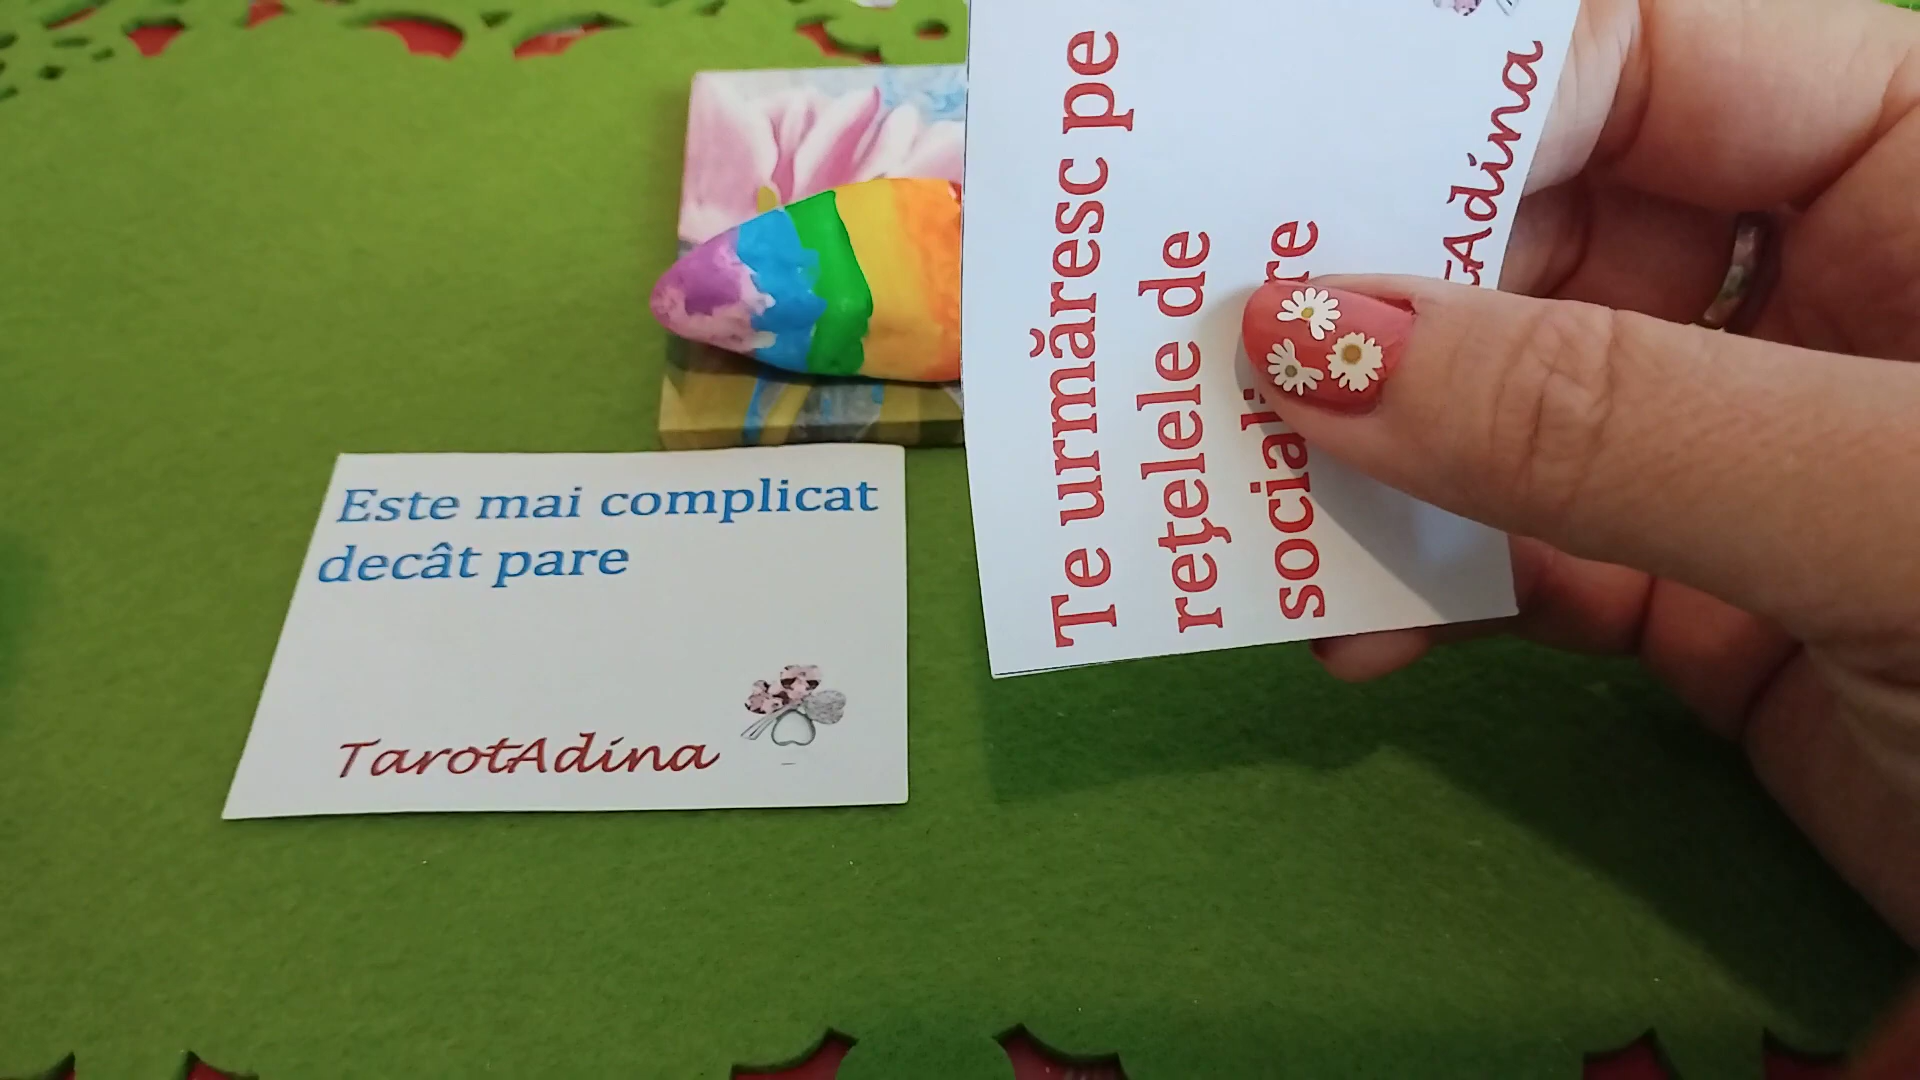 Este mai complicat
decât pare
TarotAdina
Te urmăresc pe
rețelele de